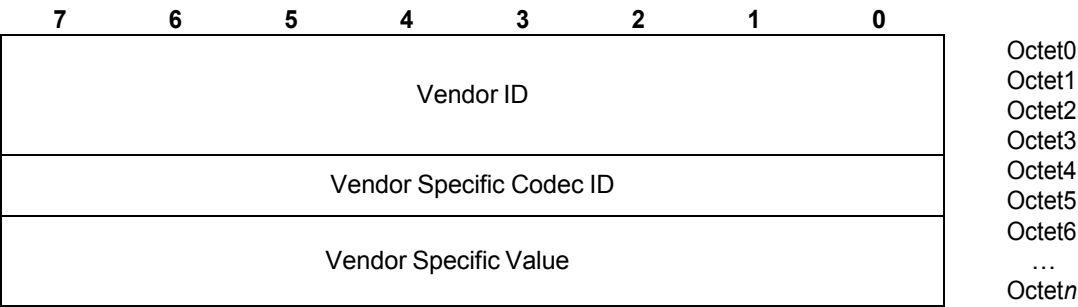 7 6 5 4 3 2 1 0
Octet0
Octet1
Vendor ID
Octet2
Octet3
Vendor Specific Codec ID
Octet4
Octet5
Octet6
Vendor Specific Value
…
Octetn